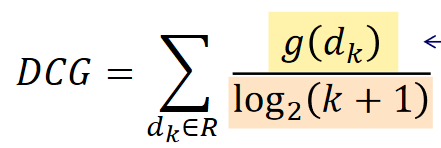 DCG = ∑_{d_k∈R} g(d_k) / log₂(k + 1) ←